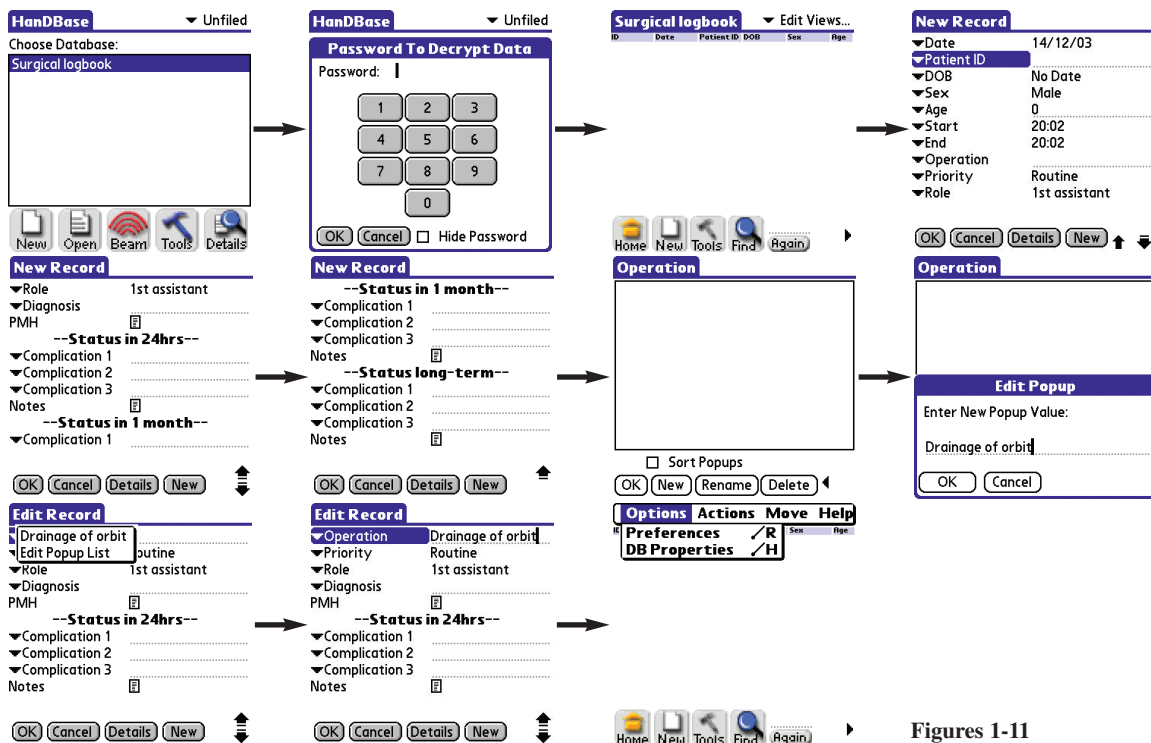 HanDBase
Unfiled
Choose Database:
Surgical logbook
New Open Beam Tools Details
HanDBase
Unfiled
Password To Decrypt Data
Password:
1 2 3
4 5 6
7 8 9
0
OK Cancel Hide Password
Surgical logbook
Edit Views...
ID Date Patient ID DOB Sex Age
Home New Tools Find Again
New Record
Date 14/12/03
Patient ID
DOB No Date
Sex Male
Age 0
Start 20:02
End 20:02
Operation
Priority Routine
Role 1st assistant
OK Cancel Details New
New Record
Role 1st assistant
Diagnosis
PMH
--Status in 24hrs--
Complication 1
Complication 2
Complication 3
Notes
--Status in 1 month--
Complication 1
OK Cancel Details New
New Record
--Status in 1 month--
Complication 1
Complication 2
Complication 3
Notes
--Status long-term--
Complication 1
Complication 2
Complication 3
Notes
OK Cancel Details New
Operation
Sort Popups
OK New Rename Delete
Operation
Edit Popup
Enter New Popup Value:
Drainage of orbit
OK Cancel
Edit Record
Drainage of orbit
Edit Popup List
outine
Role 1st assistant
Diagnosis
PMH
--Status in 24hrs--
Complication 1
Complication 2
Complication 3
Notes
OK Cancel Details New
Edit Record
Operation Drainage of orbit
Priority Routine
Role 1st assistant
Diagnosis
PMH
--Status in 24hrs--
Complication 1
Complication 2
Complication 3
Notes
OK Cancel Details New
Options Actions Move Help
Preferences /R
DB Properties /H
Sex Age
Home New Tools Find Again
Figures 1-11